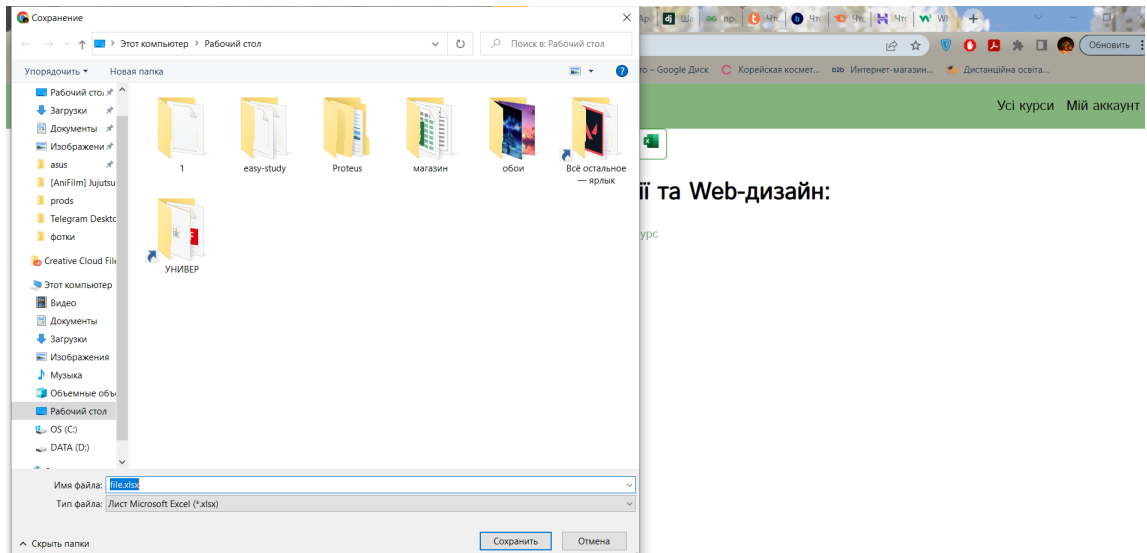 Сохранение
Этот компьютер > Рабочий стол
Поиск в: Рабочий стол
Упорядочить
Новая папка
Рабочий сто
Загрузки
Документы
Изображени
asus
[AniFilm] Jujutsu
prods
Telegram Deskto
фотки
Creative Cloud File
Этот компьютер
Видео
Документы
Загрузки
Изображения
Музыка
Объемные объ
Рабочий стол
OS (C:)
DATA (D:)
1
easy-study
Proteus
магазин
обои
Всё остальное
— ярлык
УНИВЕР
Имя файла: file.xlsx
Тип файла: Лист Microsoft Excel (*.xlsx)
Скрыть папки
Сохранить
Отмена
Обновить
о – Google Диск
Корейская космет...
b2b Интернет-магазин...
Дистанційна освіта...
Усі курси Мій аккаунт
ії та Web-дизайн:
урс